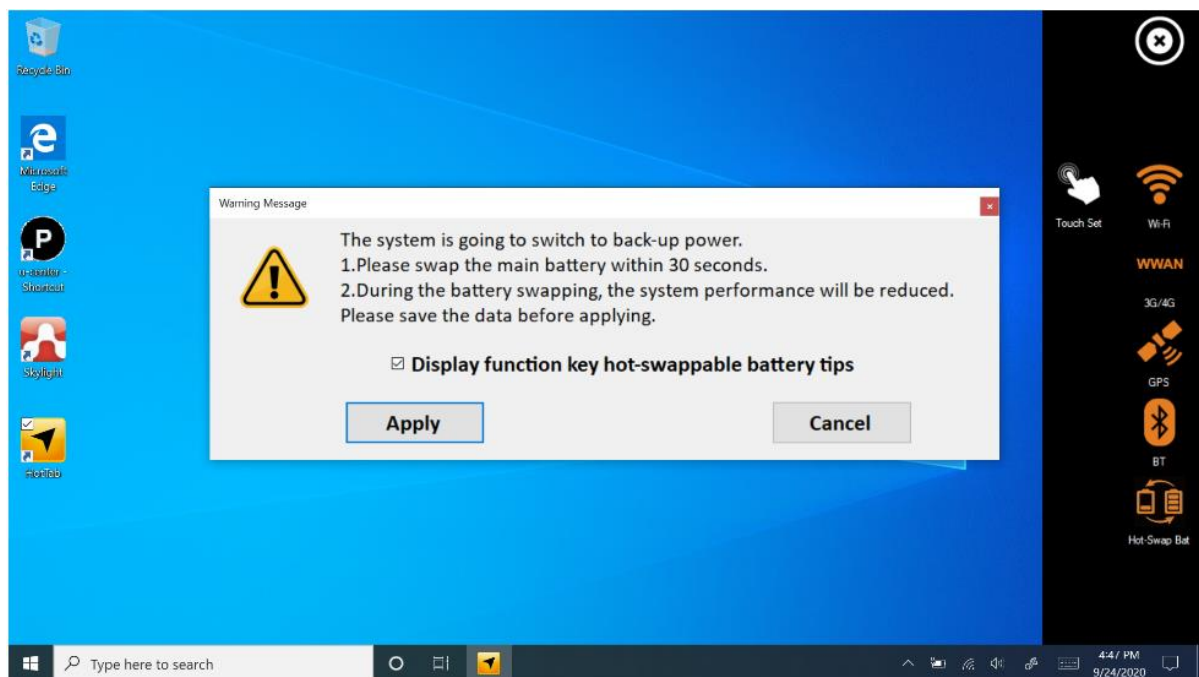 Recycle Bin
Microsoft
Edge
u-center -
Shortcut
Skylight
HotTab
Warning Message
The system is going to switch to back-up power.
1.Please swap the main battery within 30 seconds.
2.During the battery swapping, the system performance will be reduced.
Please save the data before applying.
Display function key hot-swappable battery tips
Apply
Cancel
Touch Set
Wi-Fi
WWAN
3G/4G
GPS
BT
Hot-Swap Bat
Type here to search
4:47 PM
9/24/2020